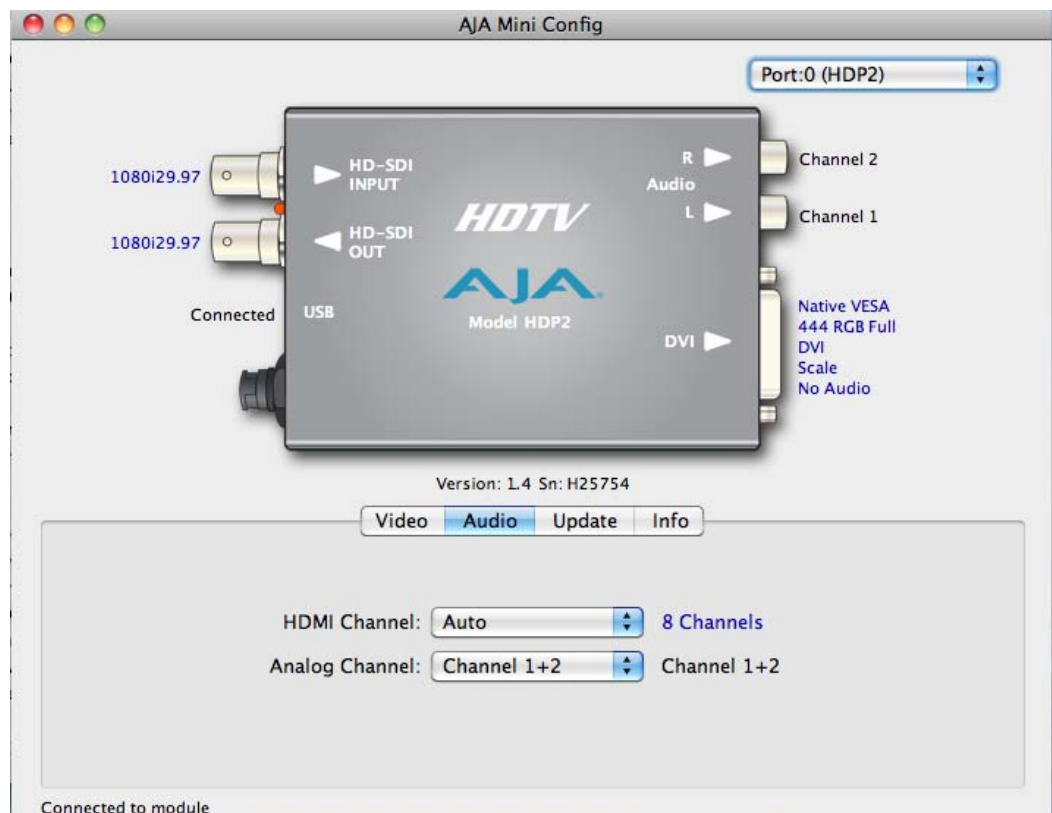 AJA Mini Config
Port:0 (HDP2)
1080i29.97
HD-SDI
INPUT
R
Channel 2
Audio
L
Channel 1
1080i29.97
HD-SDI
OUT
HDTV
AJA
Model HDP2
Connected
USB
DVI
Native VESA
444 RGB Full
DVI
Scale
No Audio
Version: 1.4 Sn: H25754
Video Audio Update Info
HDMI Channel: Auto 8 Channels
Analog Channel: Channel 1+2 Channel 1+2
Connected to module